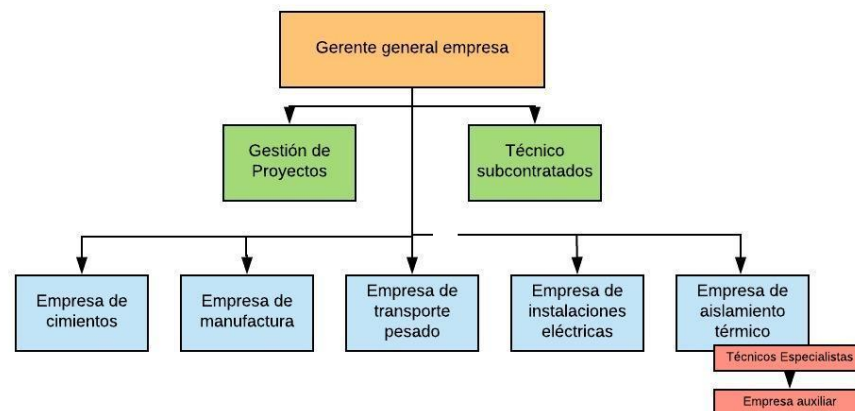 Gerente general empresa
Gestión de
Proyectos
Técnico
subcontratados
Empresa de
cimientos
Empresa de
manufactura
Empresa de
transporte
pesado
Empresa de
instalaciones
eléctricas
Empresa de
aislamiento
térmico
Técnicos Especialistas
Empresa auxiliar